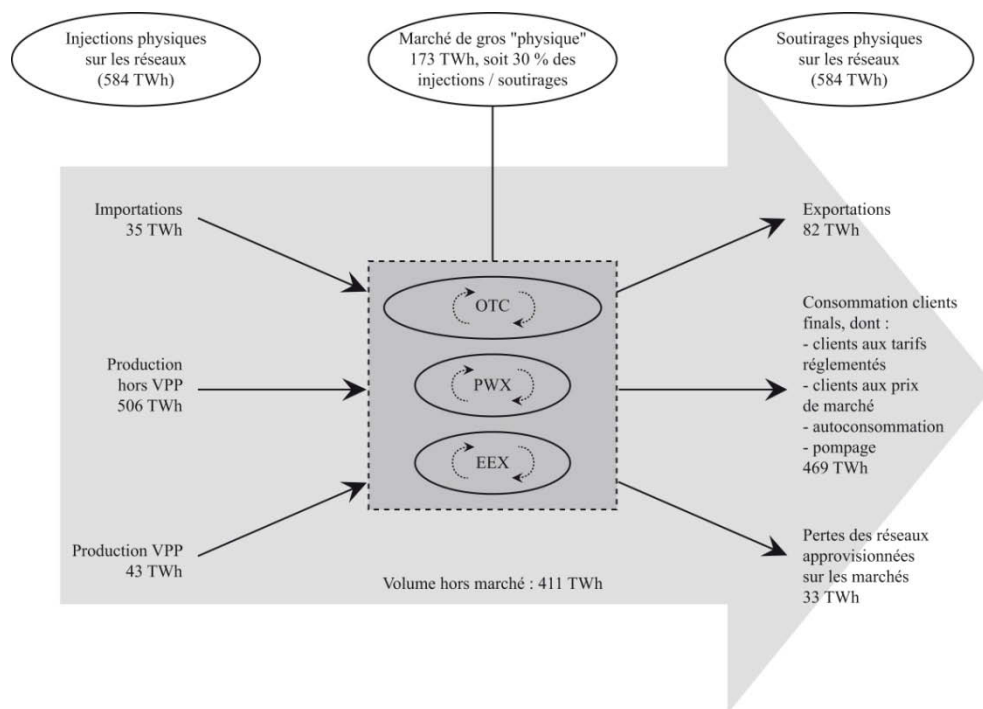 Injections physiques
sur les réseaux
(584 TWh)
Marché de gros "physique"
173 TWh, soit 30 % des
injections / soutirages
Soutirages physiques
sur les réseaux
(584 TWh)
Importations
35 TWh
Production
hors VPP
506 TWh
Production VPP
43 TWh
OTC
PWX
EEX
Volume hors marché : 411 TWh
Exportations
82 TWh
Consommation clients
finals, dont :
- clients aux tarifs
réglementés
- clients aux prix
de marché
- autoconsommation
- pompage
469 TWh
Pertes des réseaux
approvisionnées
sur les marchés
33 TWh